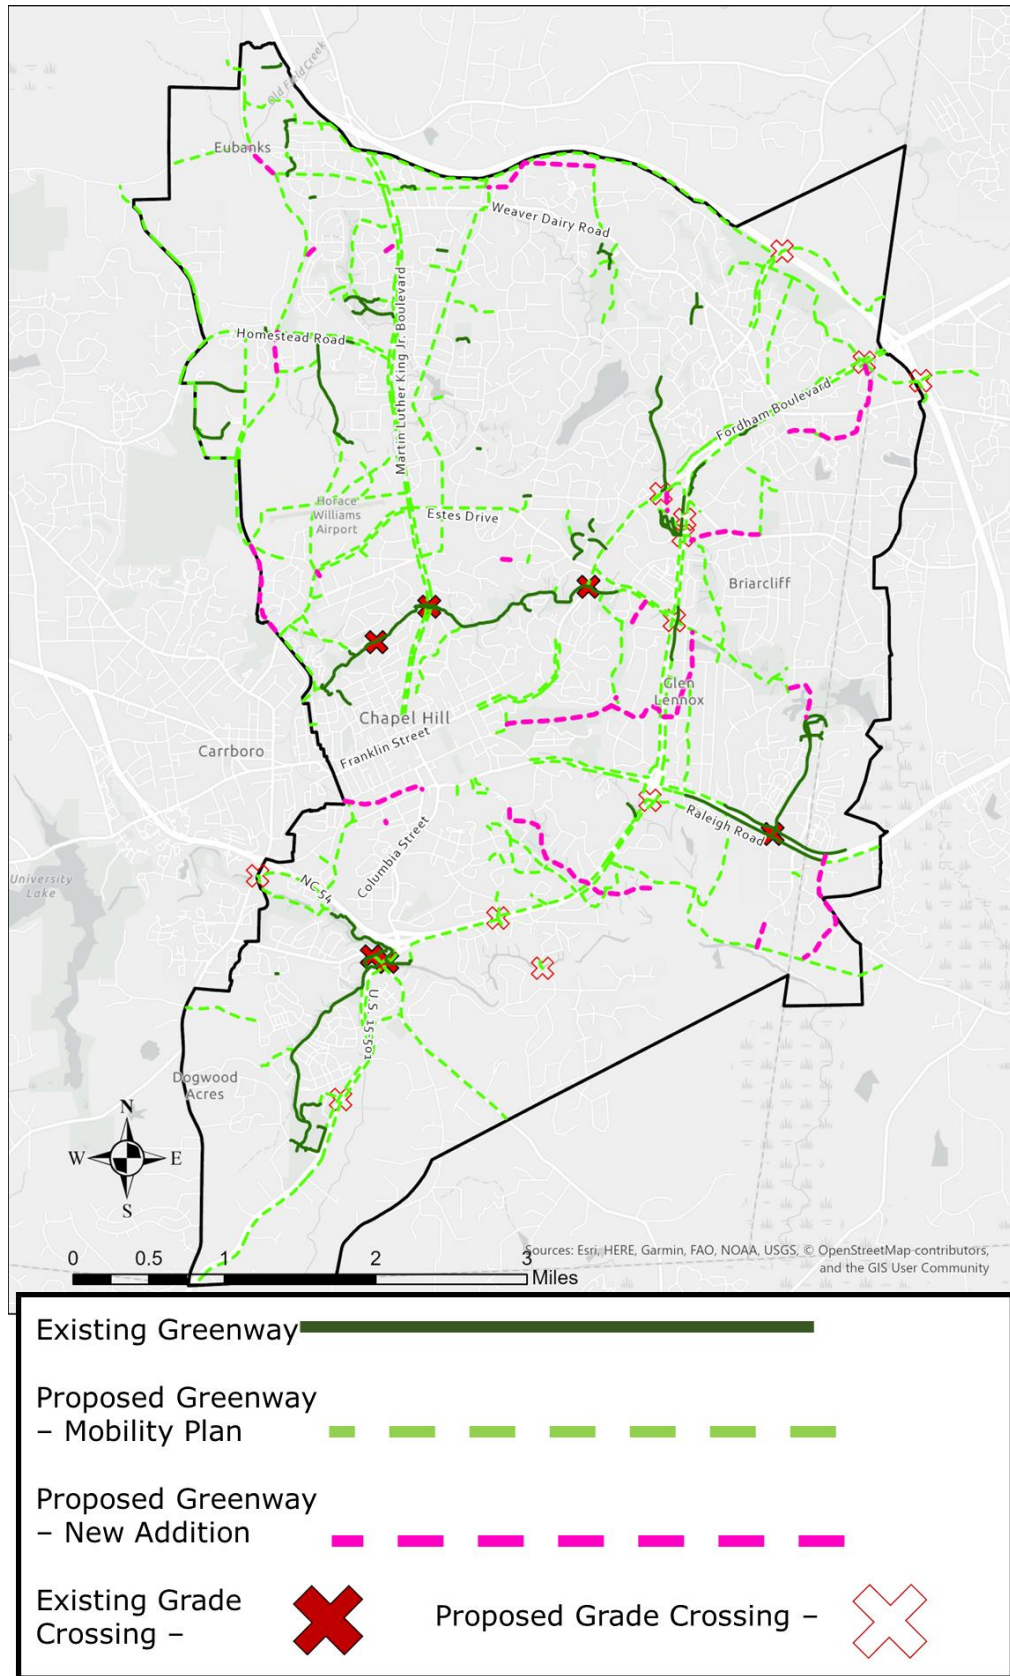 Old Field Creek
Eubanks
Weaver Dairy Road
Martin Luther King Jr. Boulevard
Homestead Road
Fordham Boulevard
Horace
Williams
Airport
Estes Drive
Briarcliff
Glen
Lennox
Chapel Hill
Franklin Street
Carrboro
Raleigh Road
Columbia Street
University
Lake
NC 54
U.S. 15-501
Dogwood
Acres
N
W E
S
0 0.5 1 2 3
Miles
Sources: Esri, HERE, Garmin, FAO, NOAA, USGS, © OpenStreetMap contributors,
and the GIS User Community
Existing Greenway
Proposed Greenway
– Mobility Plan
Proposed Greenway
– New Addition
Existing Grade
Crossing –
Proposed Grade Crossing –